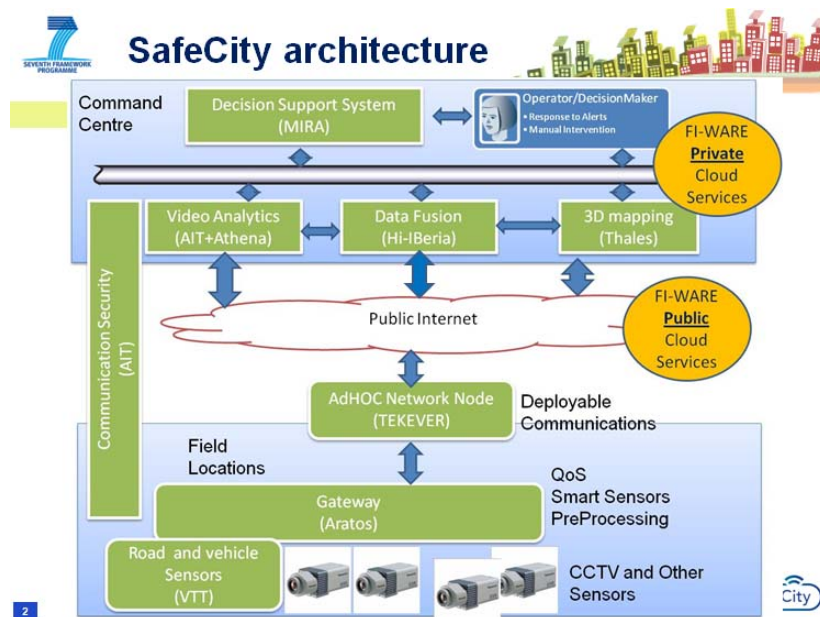 SafeCity architecture
SEVENTH FRAMEWORK
PROGRAMME
Command
Centre
Decision Support System
(MIRA)
Operator/DecisionMaker
• Response to Alerts
• Manual Intervention
FI-WARE
Private
Cloud
Services
Video Analytics
(AIT+Athena)
Data Fusion
(Hi-IBeria)
3D mapping
(Thales)
Communication Security
(AIT)
Public Internet
FI-WARE
Public
Cloud
Services
AdHOC Network Node
(TEKEVER)
Deployable
Communications
Field
Locations
Gateway
(Aratos)
QoS
Smart Sensors
PreProcessing
Road and vehicle
Sensors
(VTT)
CCTV and Other
Sensors
2
City